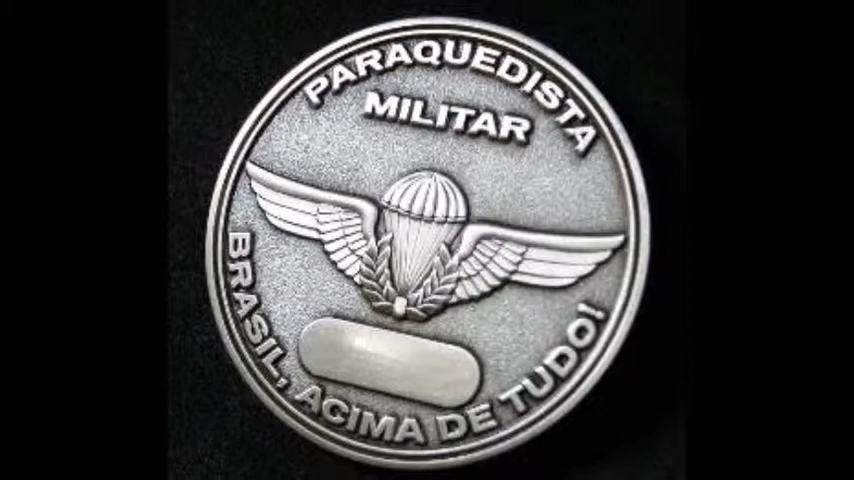 PARAQUEDISTA
MILITAR
BRASIL, ACIMA DE TUDO!